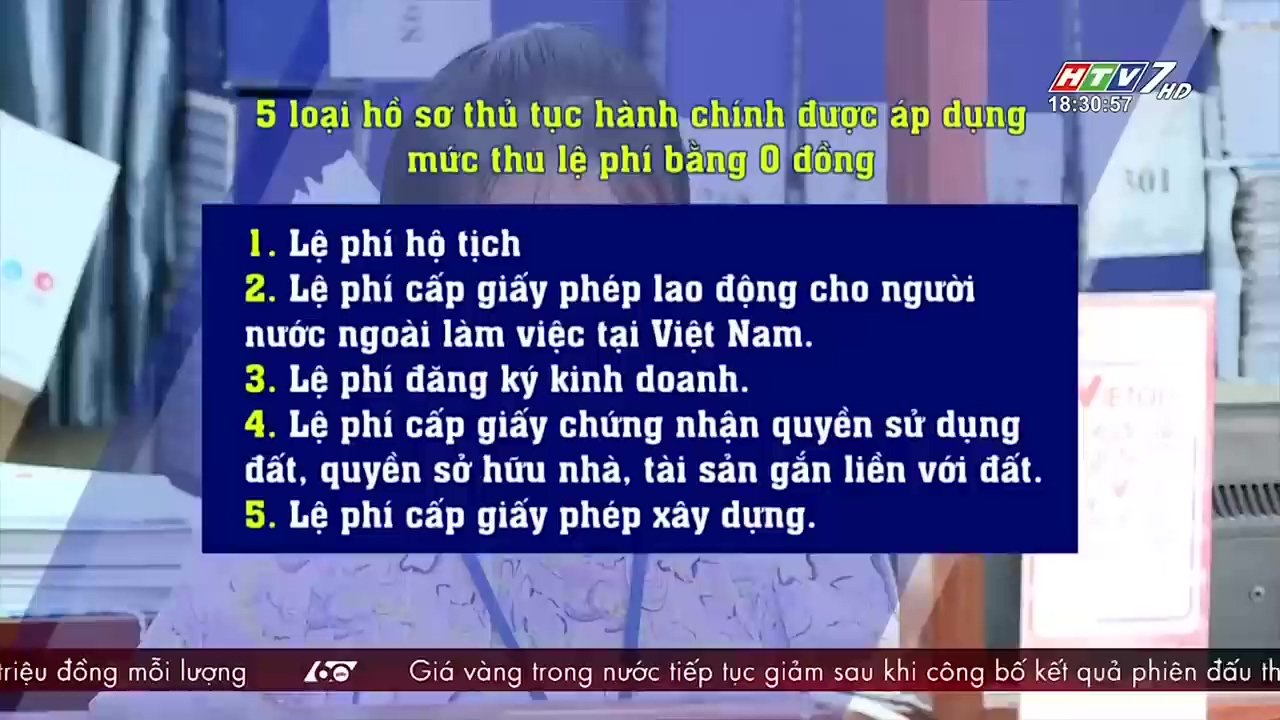 HTV7 HD
18:30:57
5 loại hồ sơ thủ tục hành chính được áp dụng
mức thu lệ phí bằng 0 đồng
1. Lệ phí hộ tịch
2. Lệ phí cấp giấy phép lao động cho người
nước ngoài làm việc tại Việt Nam.
3. Lệ phí đăng ký kinh doanh.
4. Lệ phí cấp giấy chứng nhận quyền sử dụng
đất, quyền sở hữu nhà, tài sản gắn liền với đất.
5. Lệ phí cấp giấy phép xây dựng.
301
triệu đồng mỗi lượng
60 Giá vàng trong nước tiếp tục giảm sau khi công bố kết quả phiên đấu th